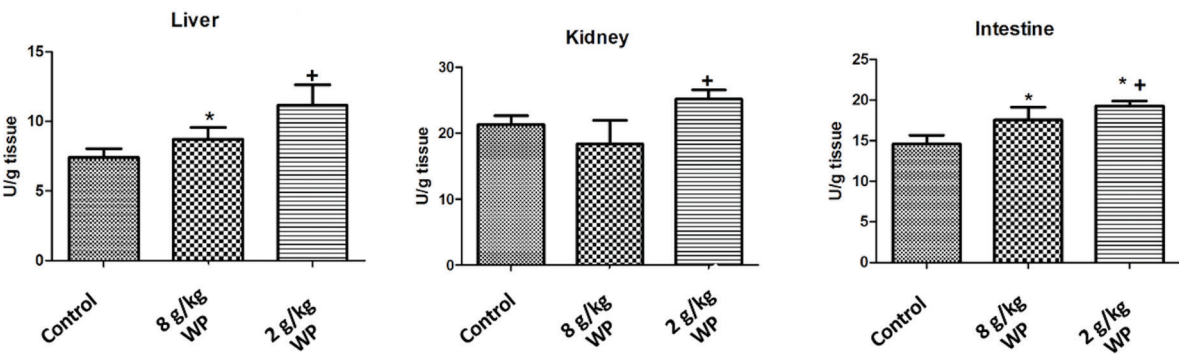 Liver
15
10
5
0
U/g tissue
*
+
Control
8 g/kg
WP
2 g/kg
WP
Kidney
30
20
10
0
U/g tissue
+
Control
8 g/kg
WP
2 g/kg
WP
Intestine
25
20
15
10
5
0
U/g tissue
*
* +
Control
8 g/kg
WP
2 g/kg
WP